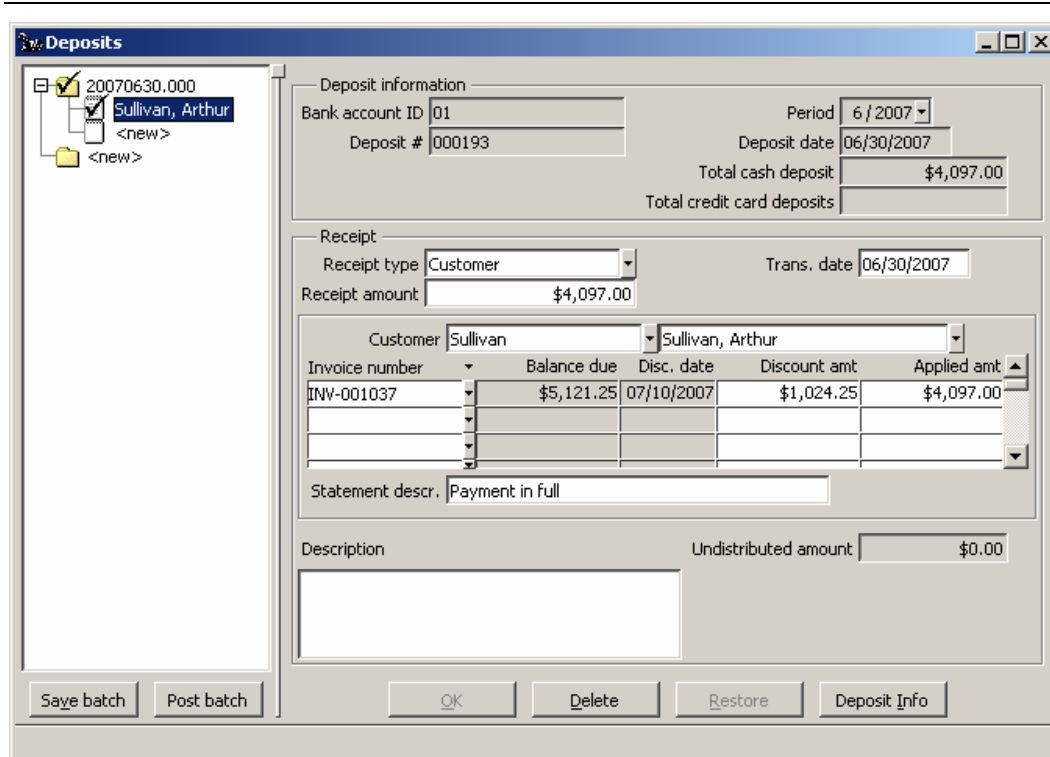 Deposits
20070630.000
Sullivan, Arthur
<new>
<new>
Deposit information
Bank account ID 01 Period 6 / 2007
Deposit # 000193 Deposit date 06/30/2007
Total cash deposit $4,097.00
Total credit card deposits
Receipt
Receipt type Customer Trans. date 06/30/2007
Receipt amount $4,097.00
Customer Sullivan Sullivan, Arthur
Invoice number Balance due Disc. date Discount amt Applied amt
INV-001037 $5,121.25 07/10/2007 $1,024.25 $4,097.00
Statement descr. Payment in full
Description Undistributed amount $0.00
Save batch Post batch OK Delete Restore Deposit Info